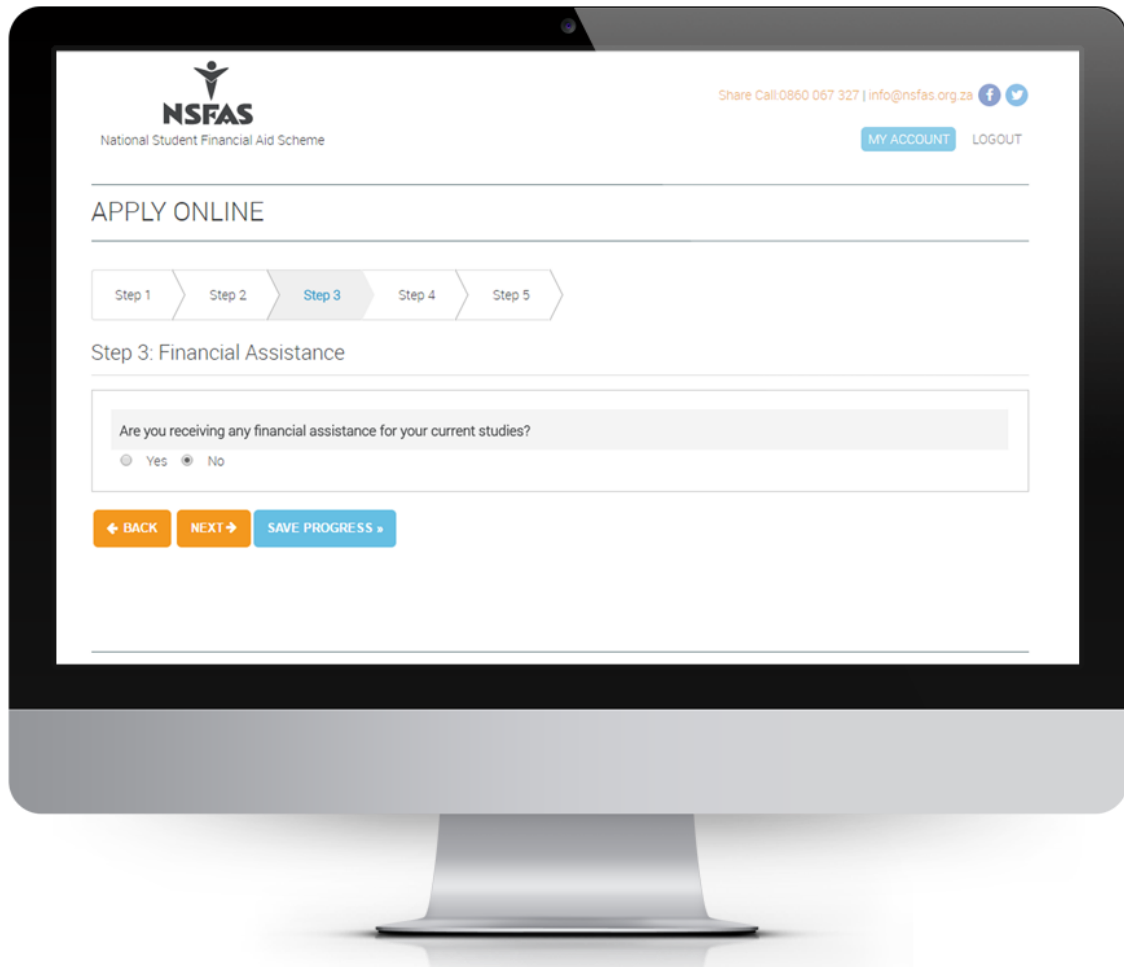 NSFAS
National Student Financial Aid Scheme
Share Call:0860 067 327 | info@nsfas.org.za
MY ACCOUNT LOGOUT
APPLY ONLINE
Step 1 Step 2 Step 3 Step 4 Step 5
Step 3: Financial Assistance
Are you receiving any financial assistance for your current studies?
Yes No
BACK NEXT SAVE PROGRESS »